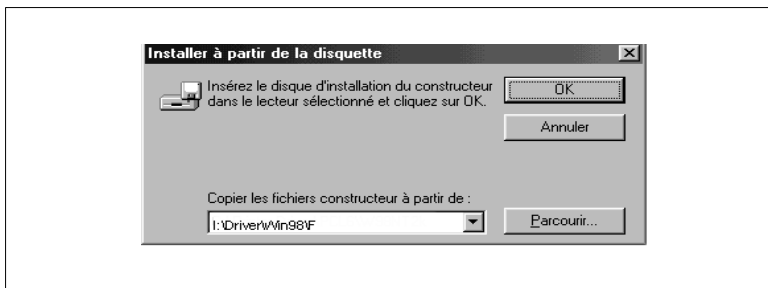 Installer à partir de la disquette
Insérez le disque d'installation du constructeur
dans le lecteur sélectionné et cliquez sur OK.
OK
Annuler
Copier les fichiers constructeur à partir de :
I:\Driver\Win98\F
Parcourir...